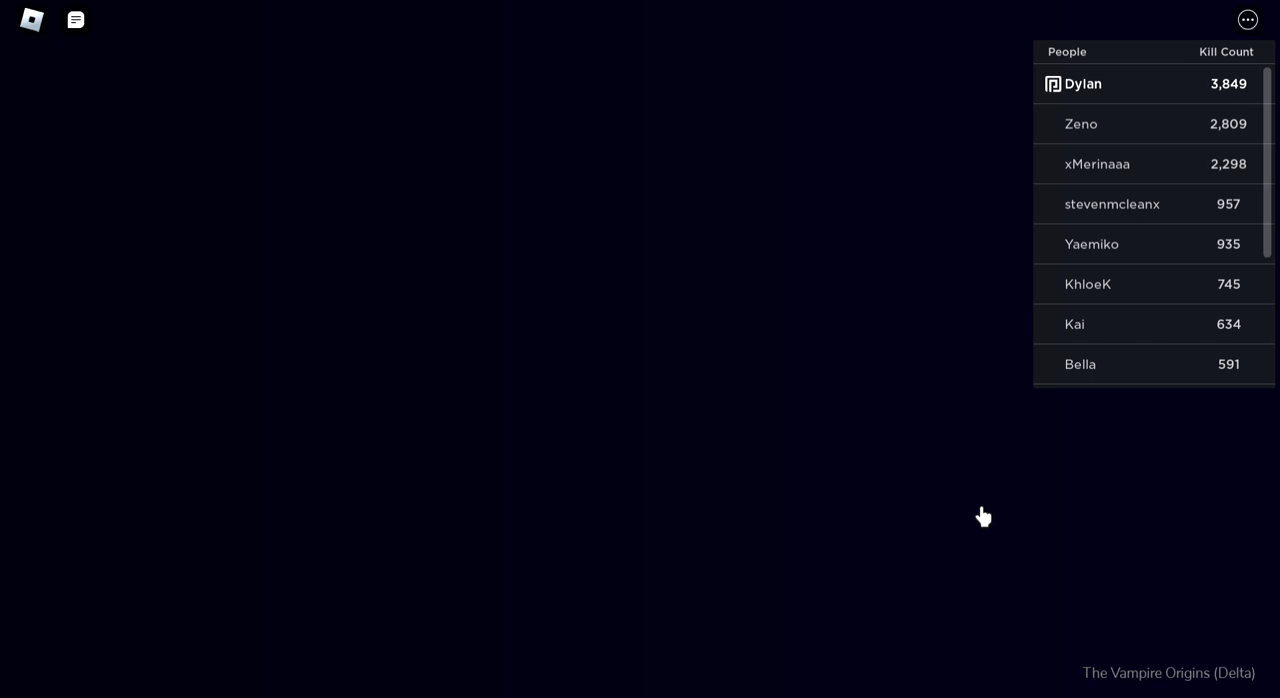 People Kill Count
Dylan 3,849
Zeno 2,809
xMerinaaa 2,298
stevenmcleanx 957
Yaemiko 935
KhloeK 745
Kai 634
Bella 591
The Vampire Origins (Delta)